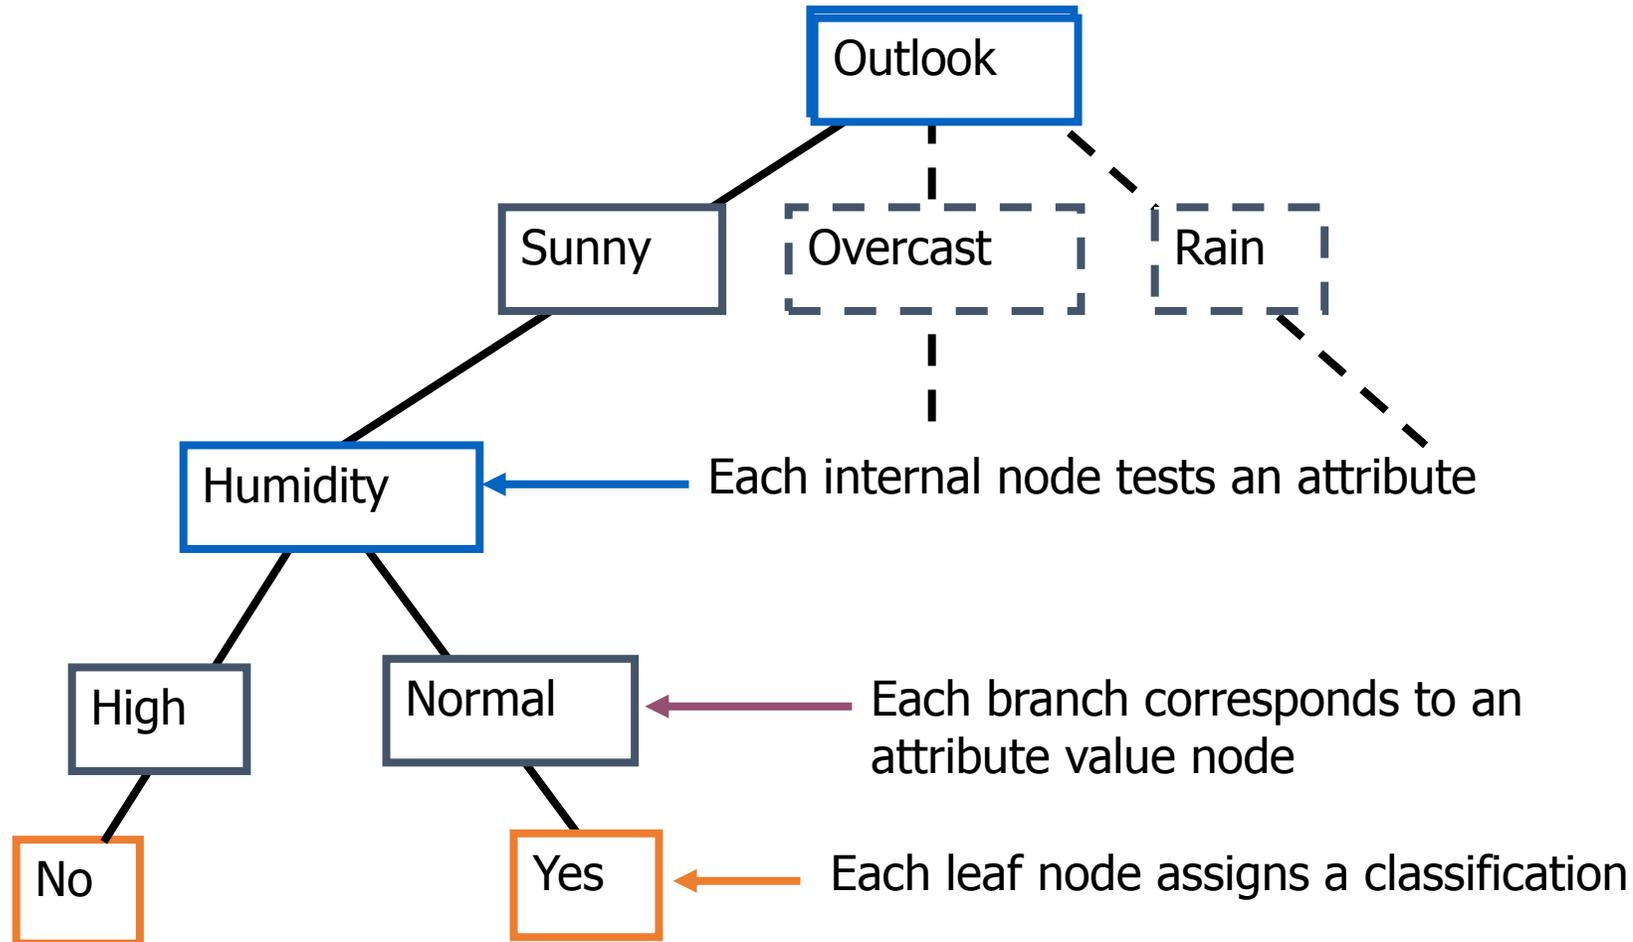 Outlook
Sunny
Overcast
Rain
Humidity
Each internal node tests an attribute
High
Normal
Each branch corresponds to an
attribute value node
No
Yes
Each leaf node assigns a classification